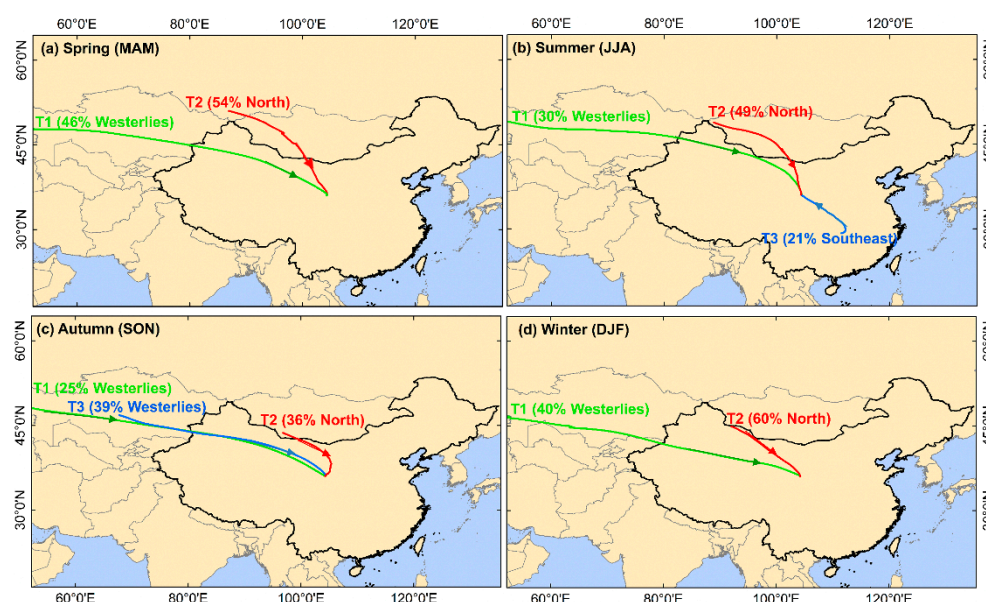 60°0'E 80°0'E 100°0'E 120°0'E 60°0'E 80°0'E 100°0'E 120°0'E
(a) Spring (MAM)
60°0'N
T2 (54% North)
T1 (46% Westerlies)
45°0'N
30°0'N
(b) Summer (JJA)
T1 (30% Westerlies)
T2 (49% North)
45°0'N
T3 (21% Southeast)
(c) Autumn (SON)
60°0'N
T1 (25% Westerlies)
T3 (39% Westerlies)
T2 (36% North)
45°0'N
30°0'N
(d) Winter (DJF)
T1 (40% Westerlies)
T2 (60% North)
45°0'N
60°0'E 80°0'E 100°0'E 120°0'E 60°0'E 80°0'E 100°0'E 120°0'E